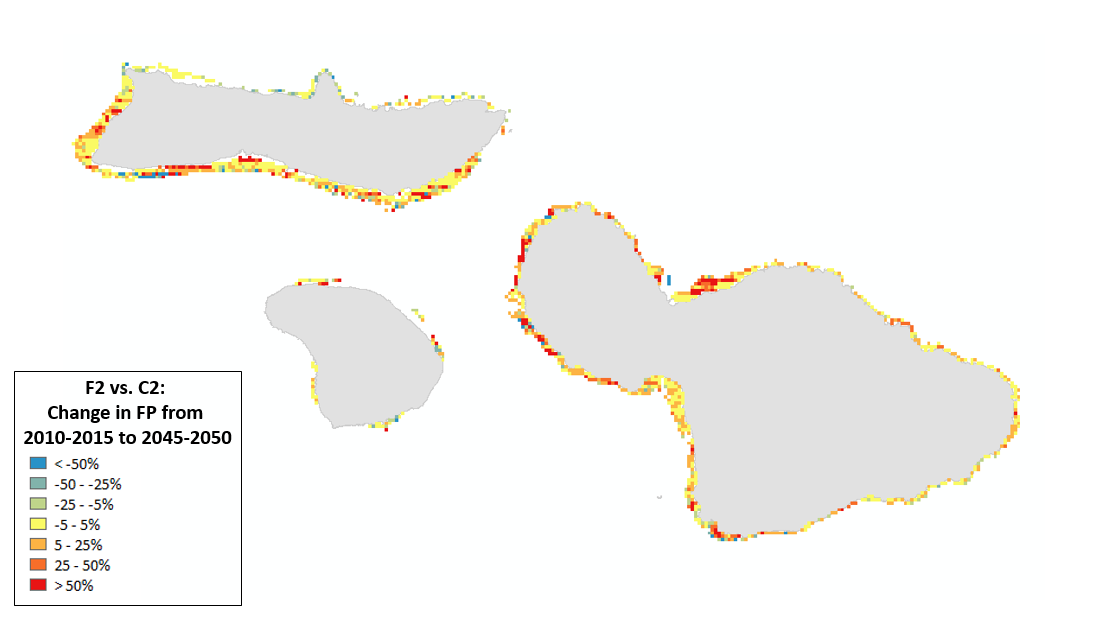 F2 vs. C2:
Change in FP from
2010-2015 to 2045-2050
< -50%
-50 - -25%
-25 - -5%
-5 - 5%
5 - 25%
25 - 50%
> 50%